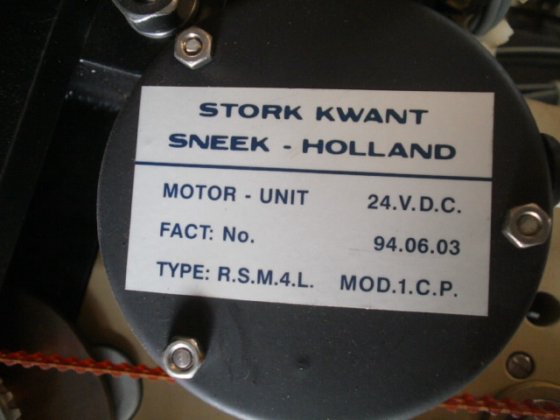 STORK KWANT
SNEEK - HOLLAND
MOTOR - UNIT 24.V.D.C.
FACT: No. 94.06.03
TYPE: R.S.M.4.L. MOD.1.C.P.